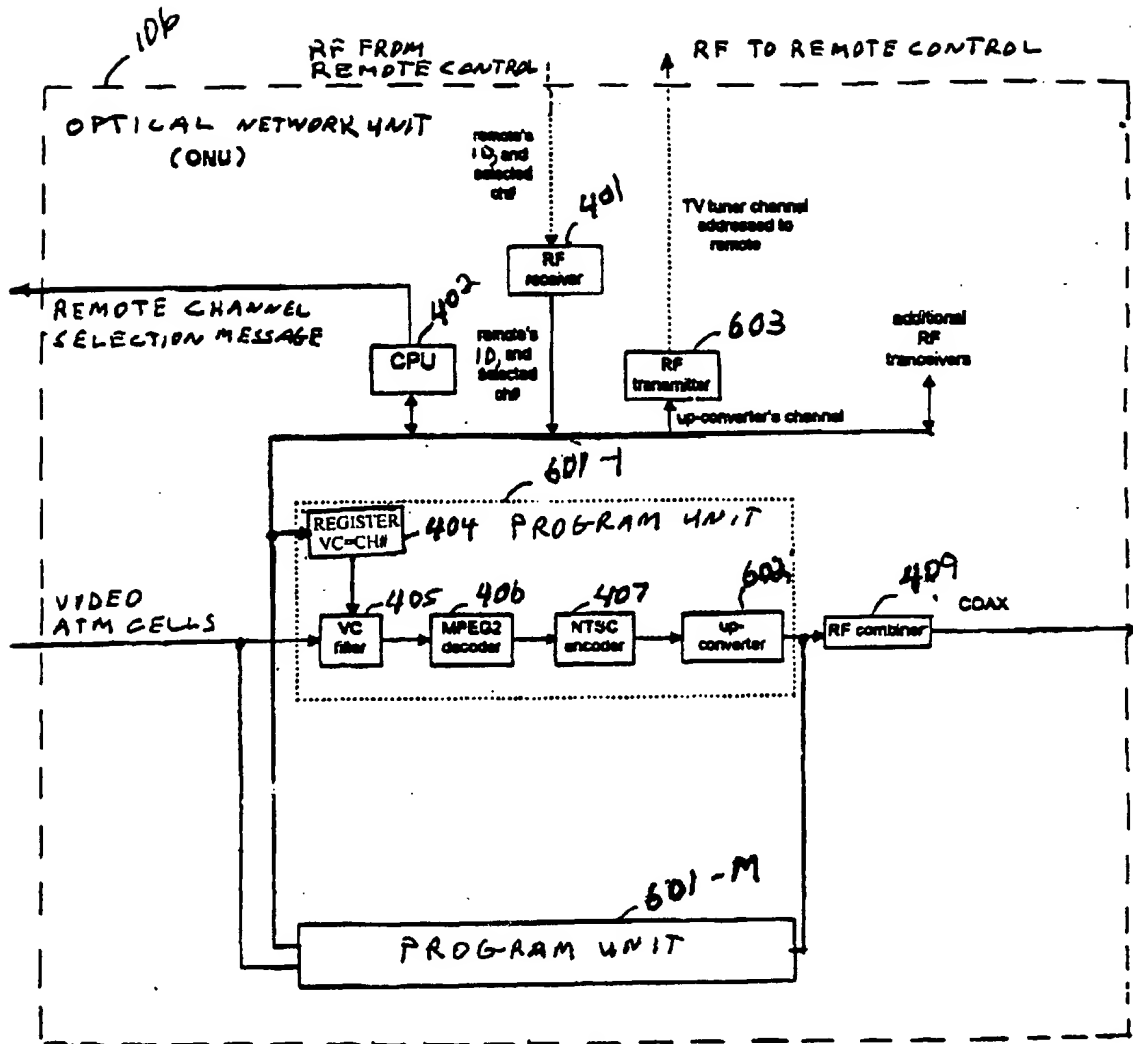 106
RF FROM
REMOTE CONTROL
RF TO REMOTE CONTROL
OPTICAL NETWORK UNIT
(ONU)
remote's
ID, and
selected
ch#
401
RF
receiver
TV tuner channel
addressed to
remote
REMOTE CHANNEL
SELECTION MESSAGE
402
CPU
remote's
ID, and
selected
ch#
603
RF
transmitter
additional
RF
tranceivers
up-converter's channel
601-1
REGISTER
VC=CH#
404
PROGRAM UNIT
VIDEO
ATM CELLS
405
VC
filter
406
MPEG2
decoder
407
NTSC
encoder
602
up-
converter
409
RF combiner
COAX
601-M
PROGRAM UNIT